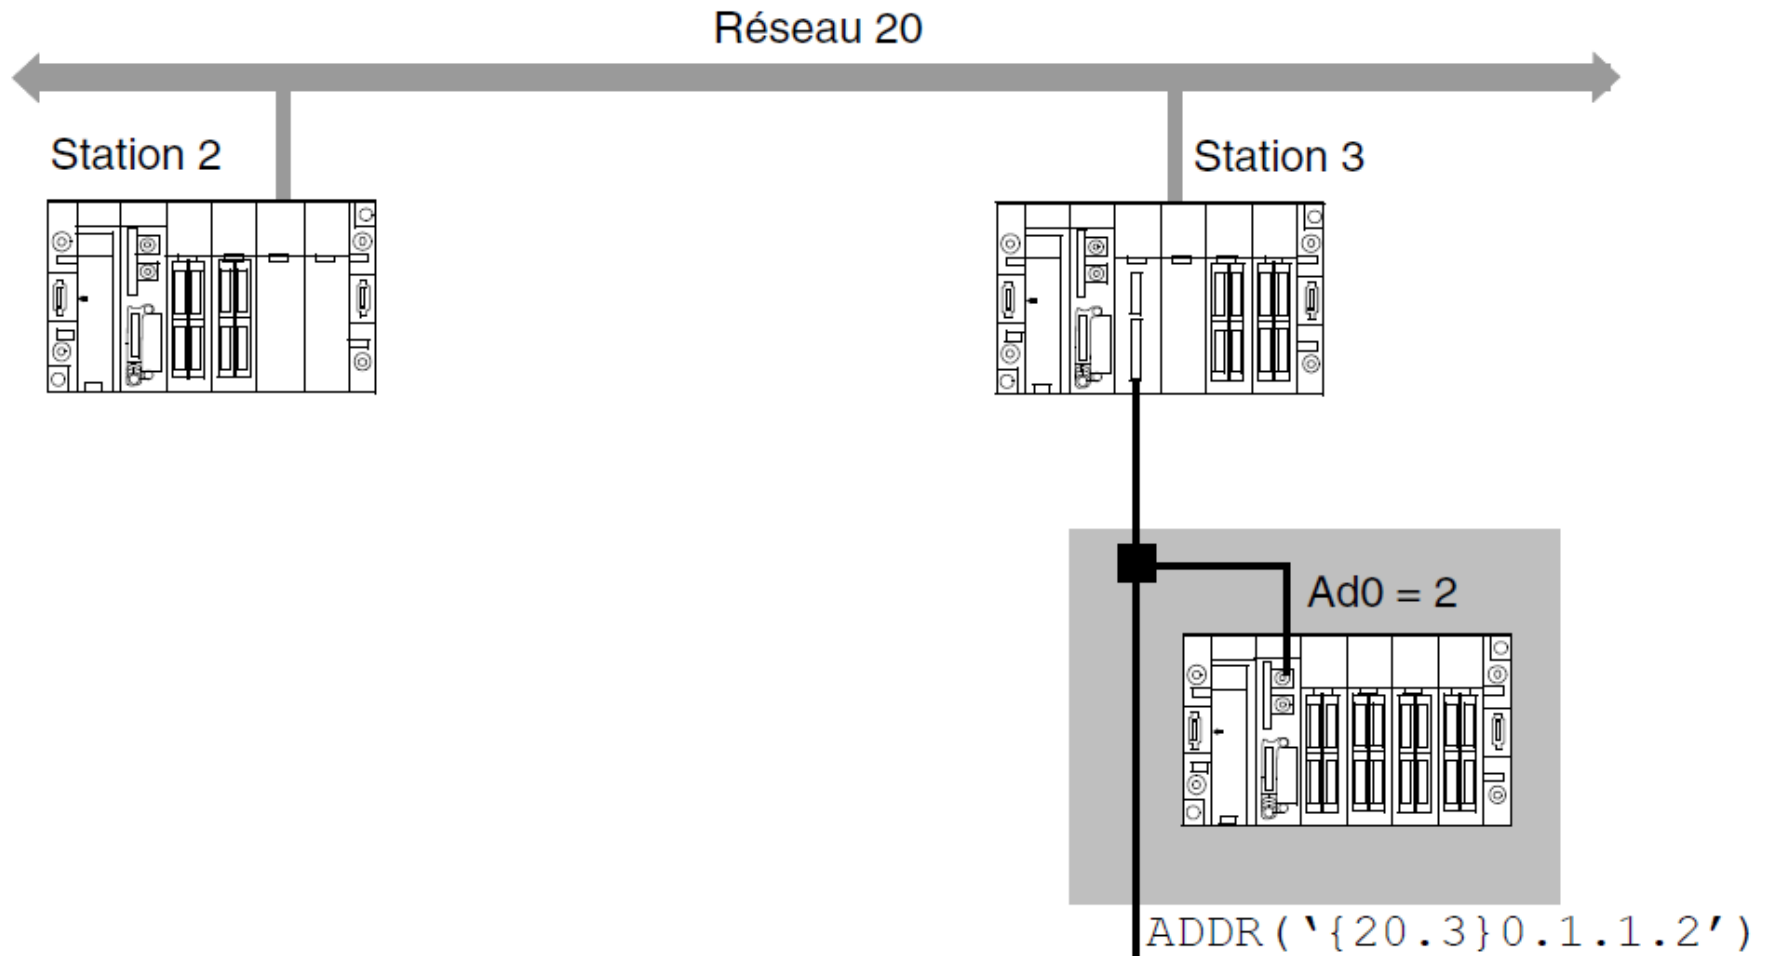 Réseau 20
Station 2
Station 3
Ad0 = 2
ADDR(‘{20.3}0.1.1.2’)